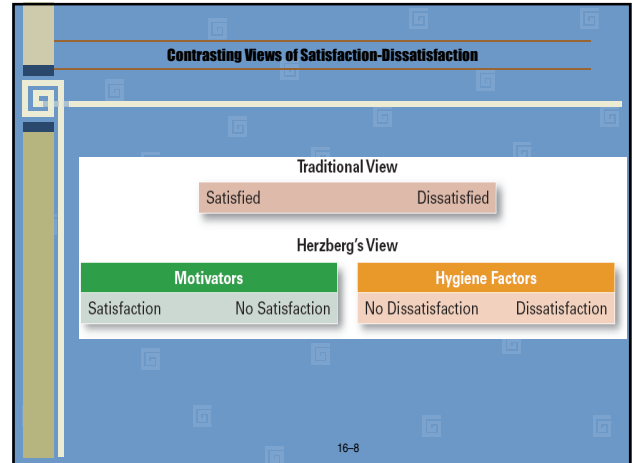 Contrasting Views of Satisfaction-Dissatisfaction
Traditional View
Satisfied Dissatisfied
Herzberg's View
Motivators Hygiene Factors
Satisfaction No Satisfaction No Dissatisfaction Dissatisfaction
16–8